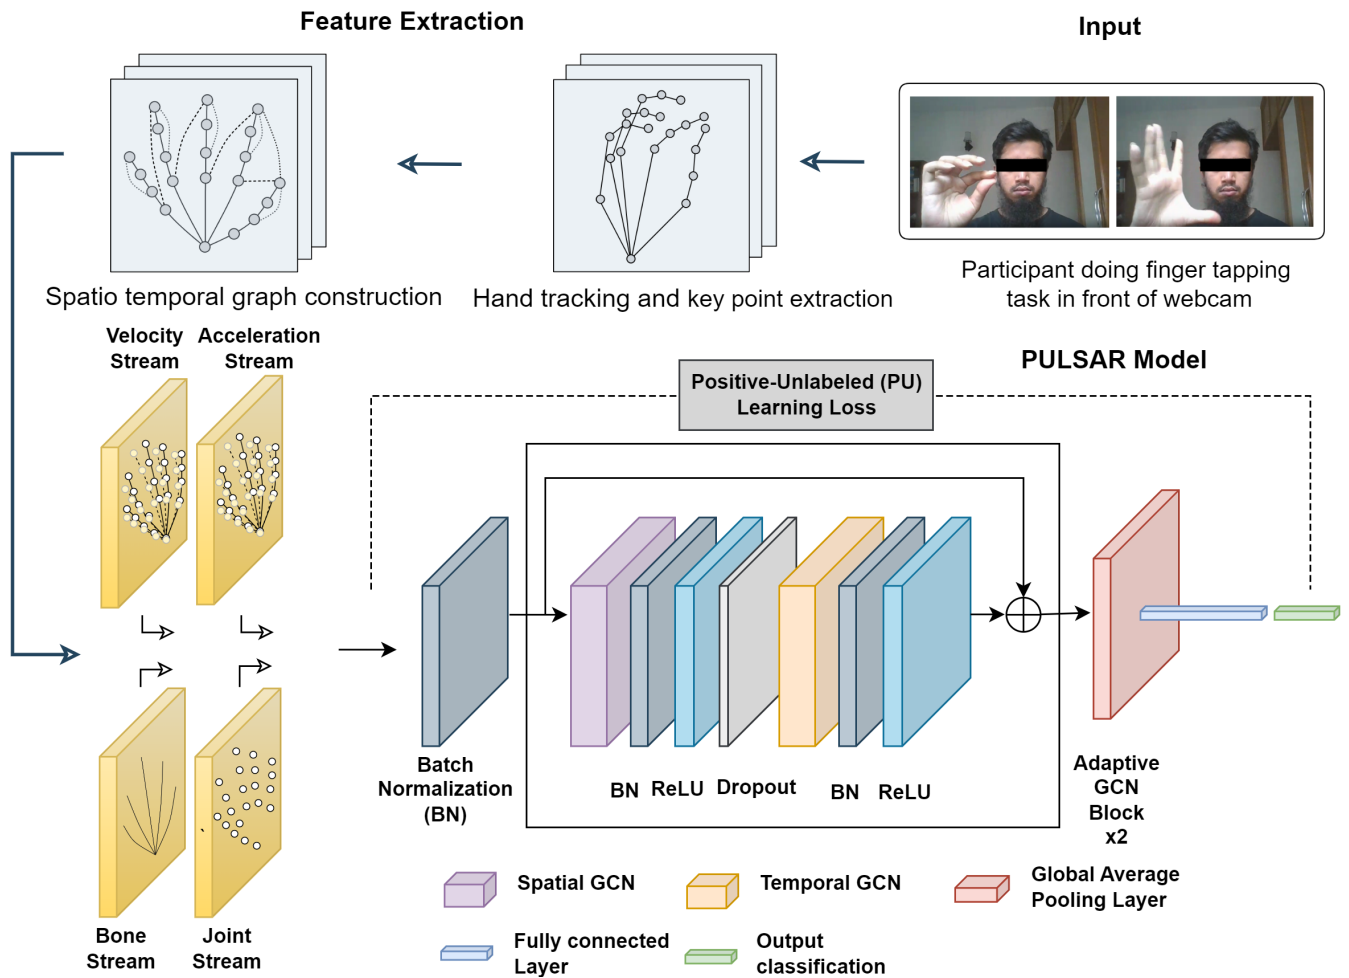 Feature Extraction
Input
Spatio temporal graph construction
Hand tracking and key point extraction
Participant doing finger tapping
task in front of webcam
Velocity
Stream
Acceleration
Stream
PULSAR Model
Positive-Unlabeled (PU)
Learning Loss
Batch
Normalization
(BN)
BN
ReLU
Dropout
BN
ReLU
Adaptive
GCN
Block
x2
Bone
Stream
Joint
Stream
Spatial GCN
Temporal GCN
Global Average
Pooling Layer
Fully connected
Layer
Output
classification